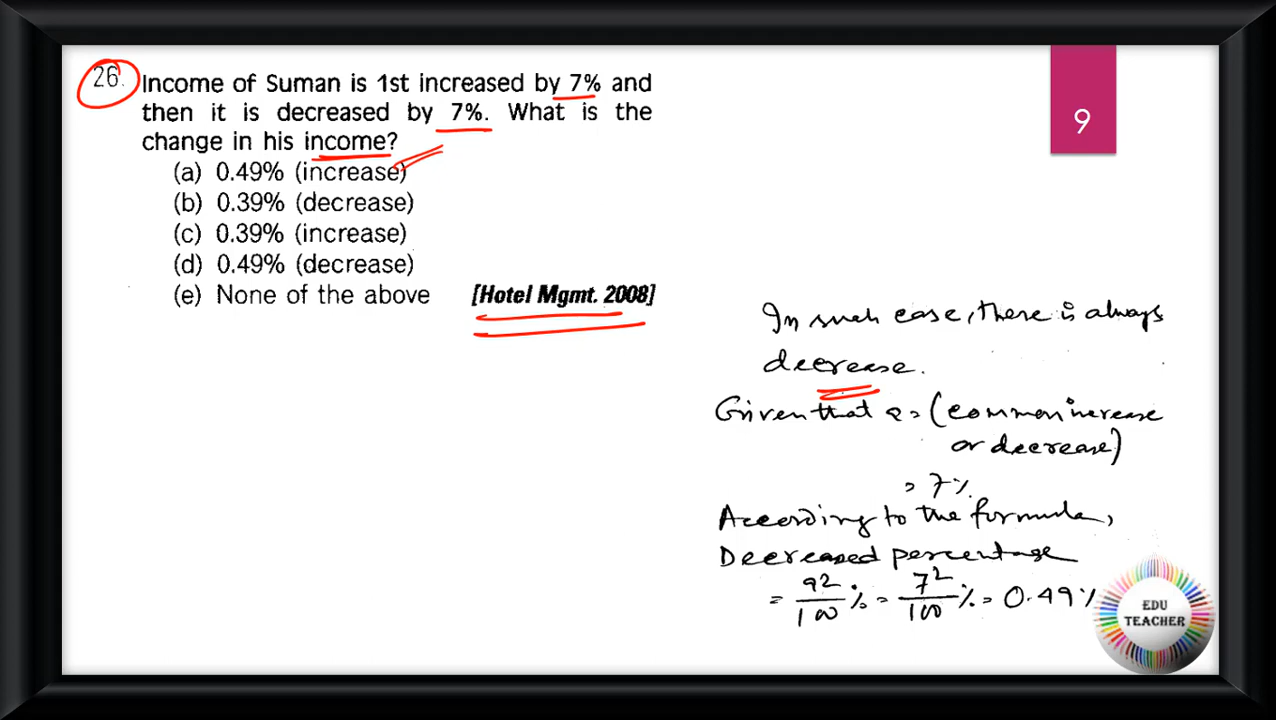 26. Income of Suman is 1st increased by 7% and
then it is decreased by 7%. What is the
change in his income?
(a) 0.49% (increase)
(b) 0.39% (decrease)
(c) 0.39% (increase)
(d) 0.49% (decrease)
(e) None of the above [Hotel Mgmt. 2008]
9
In such case, there is always
decrease.
Given that a = (common increase
or decrease)
= 7%
According to the formula,
Decreased percentage
= a2/100 % = 7²/100 % = 0.49%
EDU
TEACHER